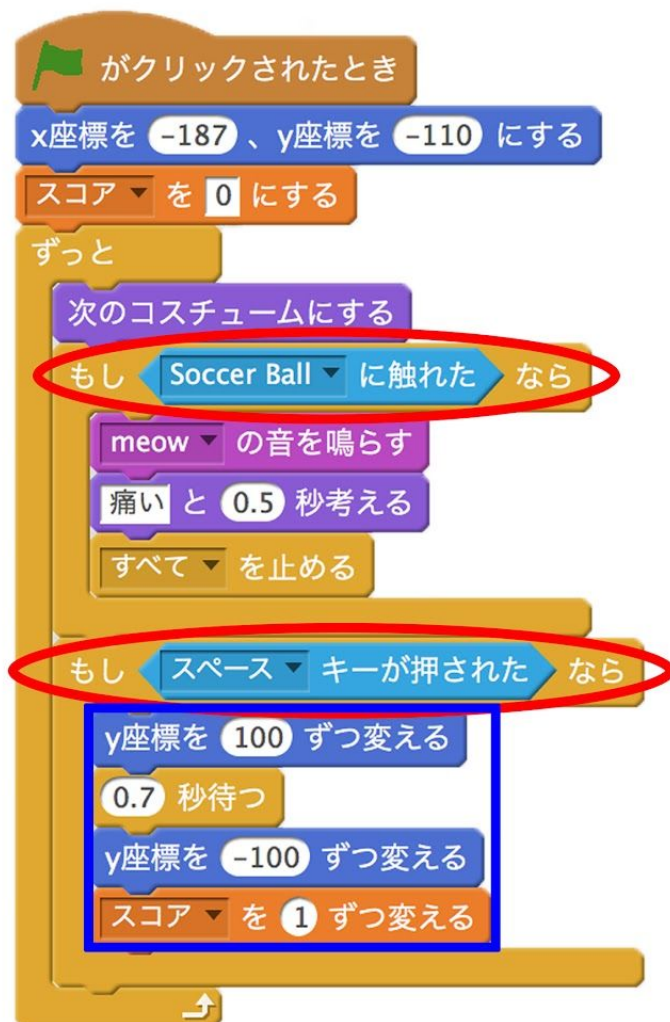 がクリックされたとき
x座標を -187 、y座標を -110 にする
スコア を 0 にする
ずっと
次のコスチュームにする
もし Soccer Ball に触れた なら
meow の音を鳴らす
痛い と 0.5 秒考える
すべて を止める
もし スペース キーが押された なら
y座標を 100 ずつ変える
0.7 秒待つ
y座標を -100 ずつ変える
スコア を 1 ずつ変える